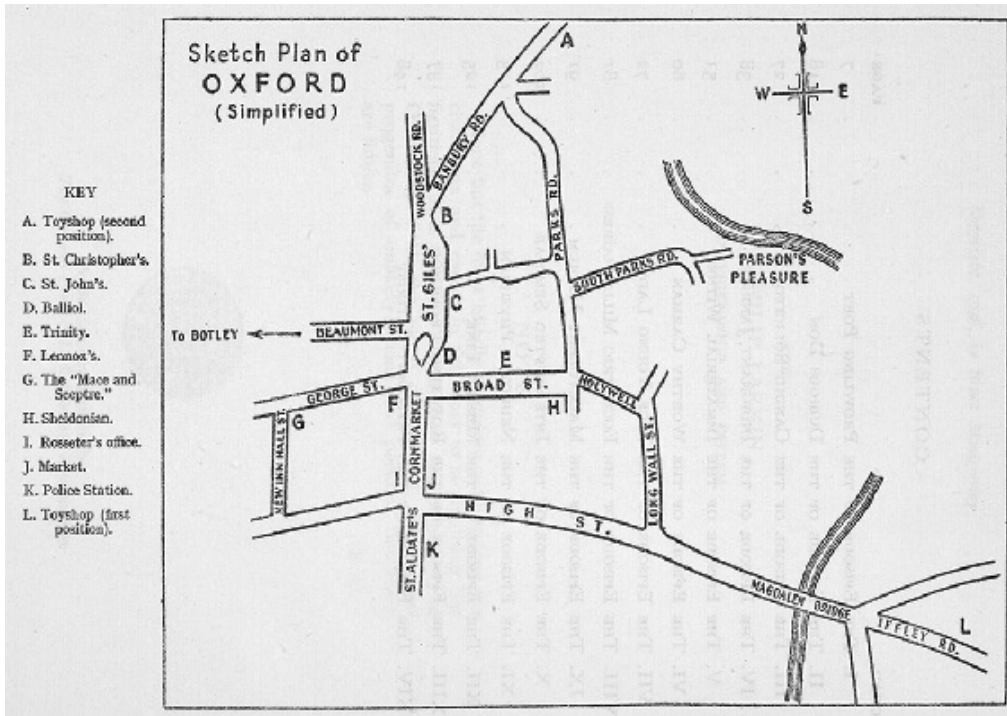 Sketch Plan of
OXFORD
(Simplified)
A
N
W
E
S
KEY
A. Toyshop (second
position).
B. St. Christopher's.
C. St. John's.
D. Balliol.
E. Trinity.
F. Lennox's.
G. The "Mace and
Sceptre."
H. Sheldonian.
I. Rosseter's office.
J. Market.
K. Police Station.
L. Toyshop (first
position).
WOODSTOCK RD.
BANBURY RD.
PARKS RD.
B
ST. GILES'
SOUTH PARKS RD.
PARSON'S
PLEASURE
C
To BOTLEY
BEAUMONT ST.
D
E
GEORGE ST.
BROAD ST.
HOLYWELL
F
H
G
NEW INN HALL ST.
CORNMARKET
LONG WALL ST.
I
J
HIGH ST.
ST. ALDATE'S
K
MAGDALEN BRIDGE
IFFLEY RD.
L